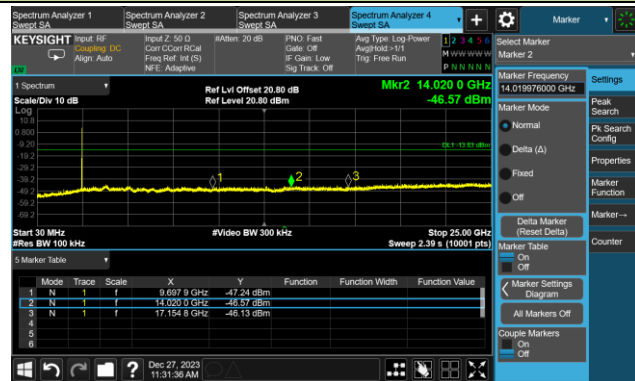 Spectrum Analyzer 1
Swept SA
Spectrum Analyzer 2
Swept SA
Spectrum Analyzer 3
Swept SA
Spectrum Analyzer 4
Swept SA
Marker
KEYSIGHT
Input: RF
Coupling: DC
Align: Auto
Input Z: 50 Ω
Corr CCorr RCal
Freq Ref: Int (S)
NFE: Adaptive
#Atten: 20 dB
PNO: Fast
Gate: Off
IF Gain: Low
Sig Track: Off
Avg Type: Log-Power
Avg|Hold:>1/1
Trig: Free Run
1 2 3 4 5 6
M W W W W W
P N N N N N
Select Marker
Marker 2
1 Spectrum
Scale/Div 10 dB
Ref Lvl Offset 20.80 dB
Ref Level 20.80 dBm
Mkr2 14.020 0 GHz
-46.57 dBm
Log
10.8
0.800
-9.20
-19.2
-29.2
-39.2
-49.2
-59.2
-69.2
DL1 -13.83 dBm
1
2
3
Start 30 MHz
#Res BW 100 kHz
#Video BW 300 kHz
Stop 25.00 GHz
Sweep 2.39 s (10001 pts)
5 Marker Table
Mode Trace Scale X Y Function Function Width Function Value
1 N 1 f 9.697 9 GHz -47.24 dBm
2 N 1 f 14.020 0 GHz -46.57 dBm
3 N 1 f 17.154 8 GHz -46.13 dBm
4
5
6
Marker Frequency
14.019976000 GHz
Marker Mode
Normal
Delta (Δ)
Fixed
Off
Delta Marker
(Reset Delta)
Marker Table
On
Off
Marker Settings
Diagram
All Markers Off
Couple Markers
On
Off
Settings
Peak
Search
Pk Search
Config
Properties
Marker
Function
Marker→
Counter
?
Dec 27, 2023
11:31:36 AM